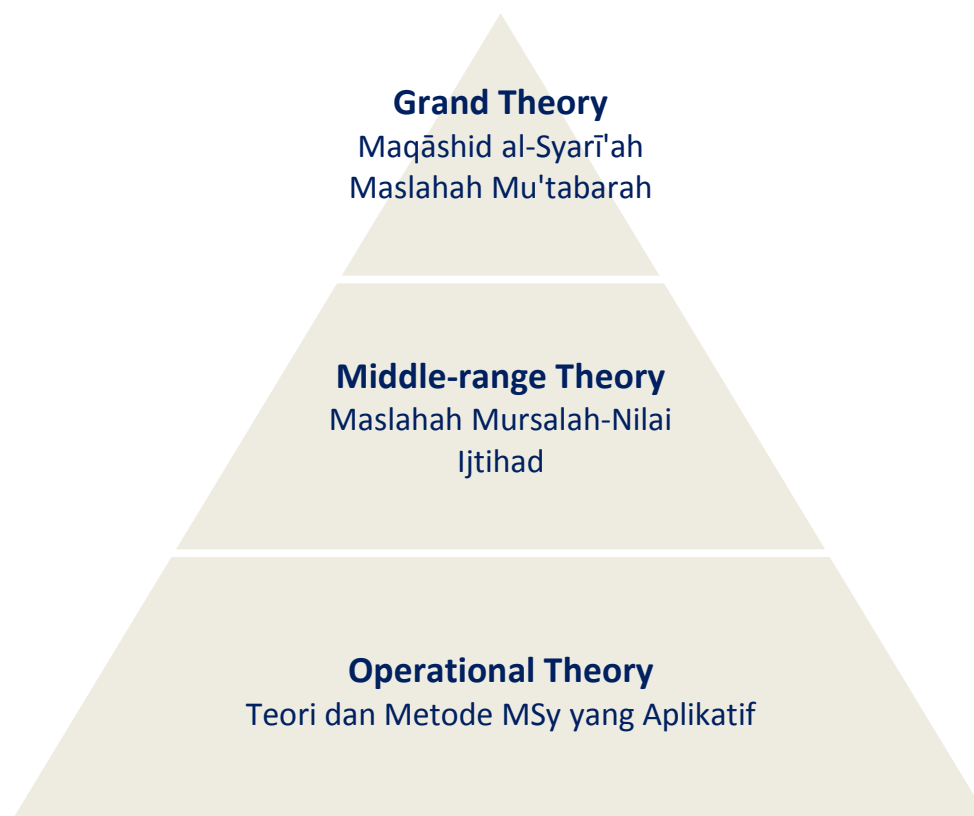 Grand Theory
Maqāshid al-Syarī'ah
Maslahah Mu'tabarah
Middle-range Theory
Maslahah Mursalah-Nilai
Ijtihad
Operational Theory
Teori dan Metode MSy yang Aplikatif